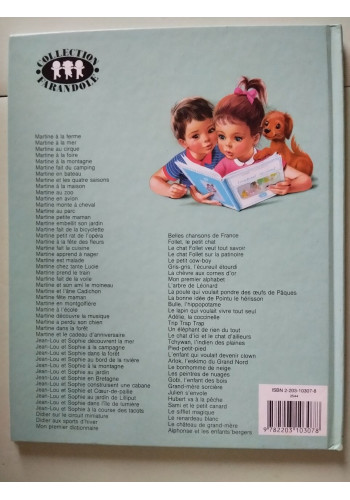 COLLECTION
FARANDOLE
Martine à la ferme
Martine à la mer
Martine au cirque
Martine à la foire
Martine à la montagne
Martine fait du camping
Martine en bateau
Martine et les quatre saisons
Martine à la maison
Martine au zoo
Martine en avion
Martine monte à cheval
Martine au parc
Martine petite maman
Martine embellit son jardin
Martine fait de la bicyclette
Martine petit rat de l'opéra
Martine à la fête des fleurs
Martine fait la cuisine
Martine apprend à nager
Martine est malade
Martine chez tante Lucie
Martine prend le train
Martine fait de la voile
Martine et son ami le moineau
Martine et l'âne Cadichon
Martine fête maman
Martine en montgolfière
Martine à l'école
Martine découvre la musique
Martine a perdu son chien
Martine dans la forêt
Martine et le cadeau d'anniversaire
Jean-Lou et Sophie découvrent la mer
Jean-Lou et Sophie à la campagne
Jean-Lou et Sophie dans la forêt
Jean-Lou et Sophie au bord de la rivière
Jean-Lou et Sophie à la montagne
Jean-Lou et Sophie au jardin
Jean-Lou et Sophie en Bretagne
Jean-Lou et Sophie construisent une cabane
Jean-Lou et Sophie et Cœur-de-paille
Jean-Lou et Sophie au jardin de Liliput
Jean-Lou et Sophie dans l'île de lumière
Jean-Lou et Sophie à la course des tacots
Didier sur le circuit miniature
Didier aux sports d'hiver
Mon premier dictionnaire
Belles chansons de France
Follet, le petit chat
Le chat Follet veut tout savoir
Le chat Follet sur la patinoire
Le petit cow-boy
Gris-gris, l'écureuil étourdi
La chèvre aux cornes d'or
Mon premier alphabet
L'arbre de Léonard
La poule qui voulait pondre des œufs de Pâques
La bonne idée de Pointu le hérisson
Bulle, l'hippopotame
Le lapin qui voulait vivre tout seul
Adélie, la coccinelle
Trip Trap Trap
Un éléphant de rien du tout
Le chat d'ici et le chat d'ailleurs
Tchywan, l'indien des plaines
Pied-petit-pied
L'enfant qui voulait devenir clown
Arlok, l'eskimo du Grand Nord
Le bonhomme de neige
Les pieritros de nuages
Gobi, l'enfant des bois
Grand-mère sorcière
Julien s'envole
Hubert va à la pêche
Sami et le petit canard
Le sifflet magique
Le renardeau blanc
Le château de grand-mère
Alphonse et les enfants bergers
ISBN 2-203-10307-8
9 782203 103078